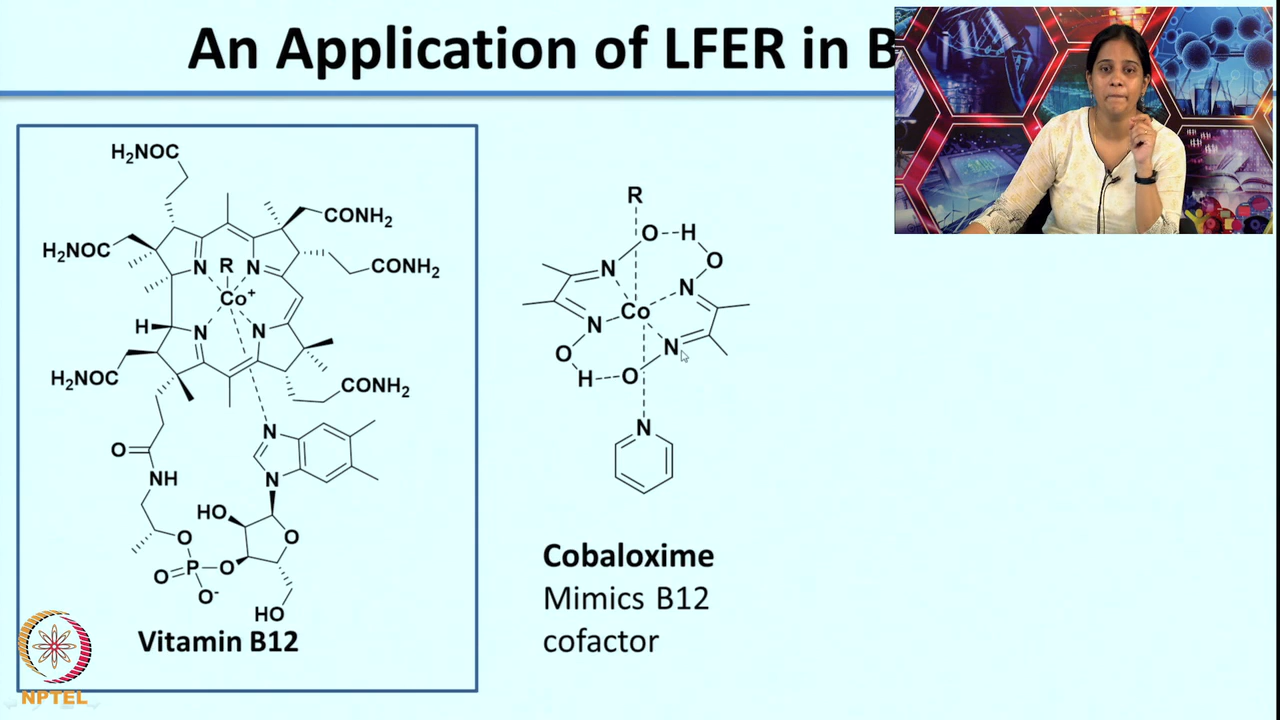 An Application of LFER in B
H₂NOC
CONH₂
H₂NOC
N
R
N
CONH₂
Co⁺
H
N
N
H₂NOC
CONH₂
O
NH
N
N
HO
O
O
O
P
O
O⁻
HO
Vitamin B12
R
O
H
N
O
N
Co
N
O
N
H
O
N
Cobaloxime
Mimics B12
cofactor
NPTEL